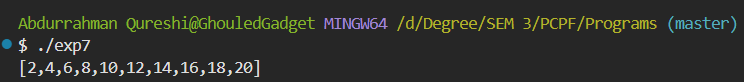 Abdurrahman Qureshi@GhouledGadget MINGW64 /d/Degree/SEM 3/PCPF/Programs (master)
$ ./exp7
[2,4,6,8,10,12,14,16,18,20]